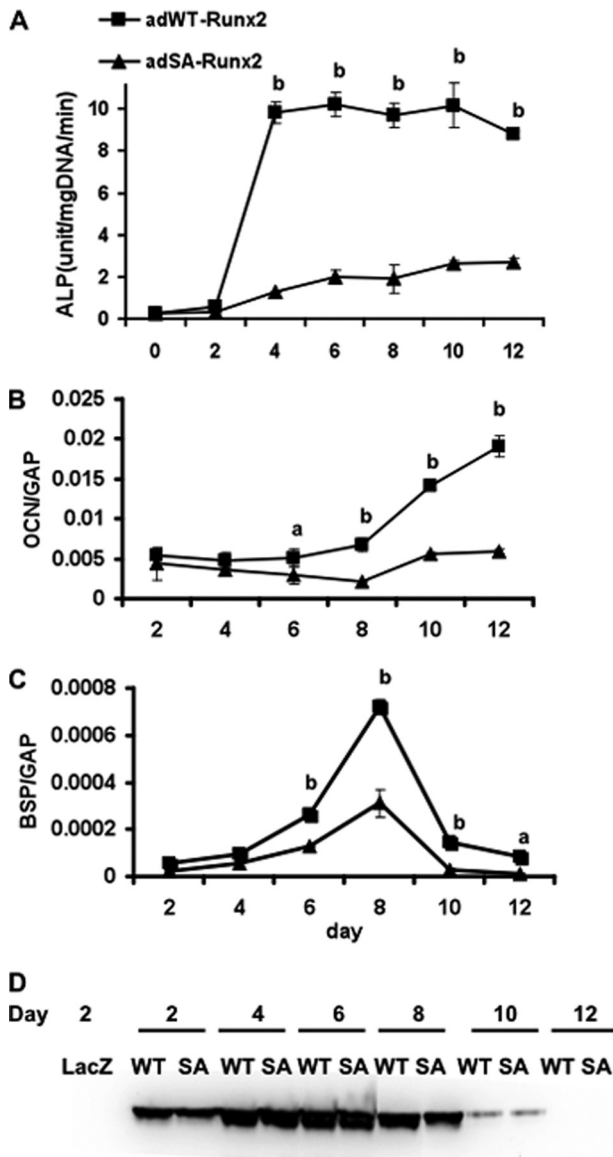 A
adWT-Runx2
adSA-Runx2
ALP(unit/mgDNA/min)
10
8
6
4
2
0
b b b b b
0 2 4 6 8 10 12
B
OCN/GAP
0.025
0.02
0.015
0.01
0.005
0
a b b b
2 4 6 8 10 12
C
BSP/GAP
0.0008
0.0006
0.0004
0.0002
0
b b b a
2 4 6 8 10 12
day
D
Day 2 2 4 6 8 10 12
LacZ WT SA WT SA WT SA WT SA WT SA WT SA